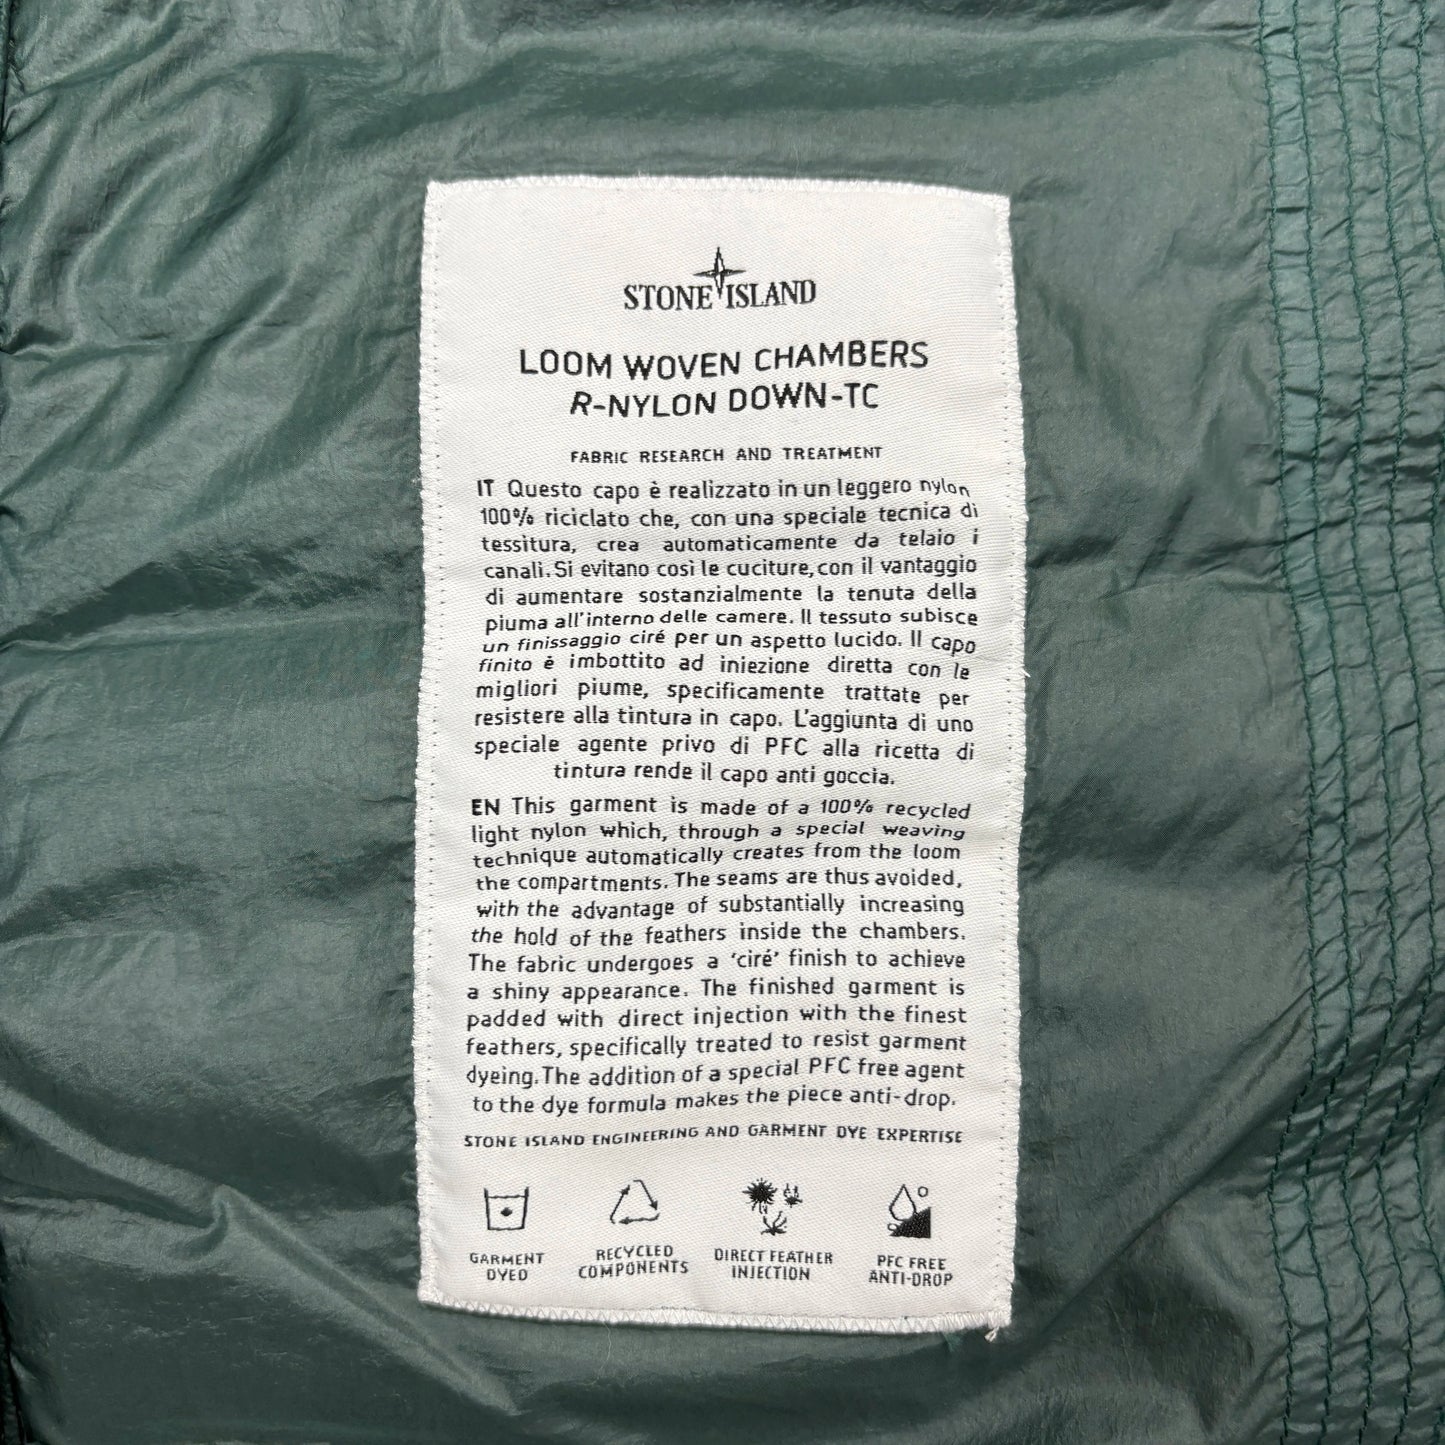 STONE ISLAND
LOOM WOVEN CHAMBERS
R-NYLON DOWN-TC
FABRIC RESEARCH AND TREATMENT
IT Questo capo è realizzato in un leggero nylon
100% riciclato che, con una speciale tecnica di
tessitura, crea automaticamente da telaio i
canali. Si evitano così le cuciture, con il vantaggio
di aumentare sostanzialmente la tenuta della
piuma all'interno delle camere. Il tessuto subisce
un finissaggio ciré per un aspetto lucido. Il capo
finito è imbottito ad iniezione diretta con le
migliori piume, specificamente trattate per
resistere alla tintura in capo. L'aggiunta di uno
speciale agente privo di PFC alla ricetta di
tintura rende il capo anti goccia.
EN This garment is made of a 100% recycled
light nylon which, through a special weaving
technique automatically creates from the loom
the compartments. The seams are thus avoided,
with the advantage of substantially increasing
the hold of the feathers inside the chambers.
The fabric undergoes a 'ciré' finish to achieve
a shiny appearance. The finished garment is
padded with direct injection with the finest
feathers, specifically treated to resist garment
dyeing. The addition of a special PFC free agent
to the dye formula makes the piece anti-drop.
STONE ISLAND ENGINEERING AND GARMENT DYE EXPERTISE
GARMENT
DYED
RECYCLED
COMPONENTS
DIRECT FEATHER
INJECTION
PFC FREE
ANTI-DROP